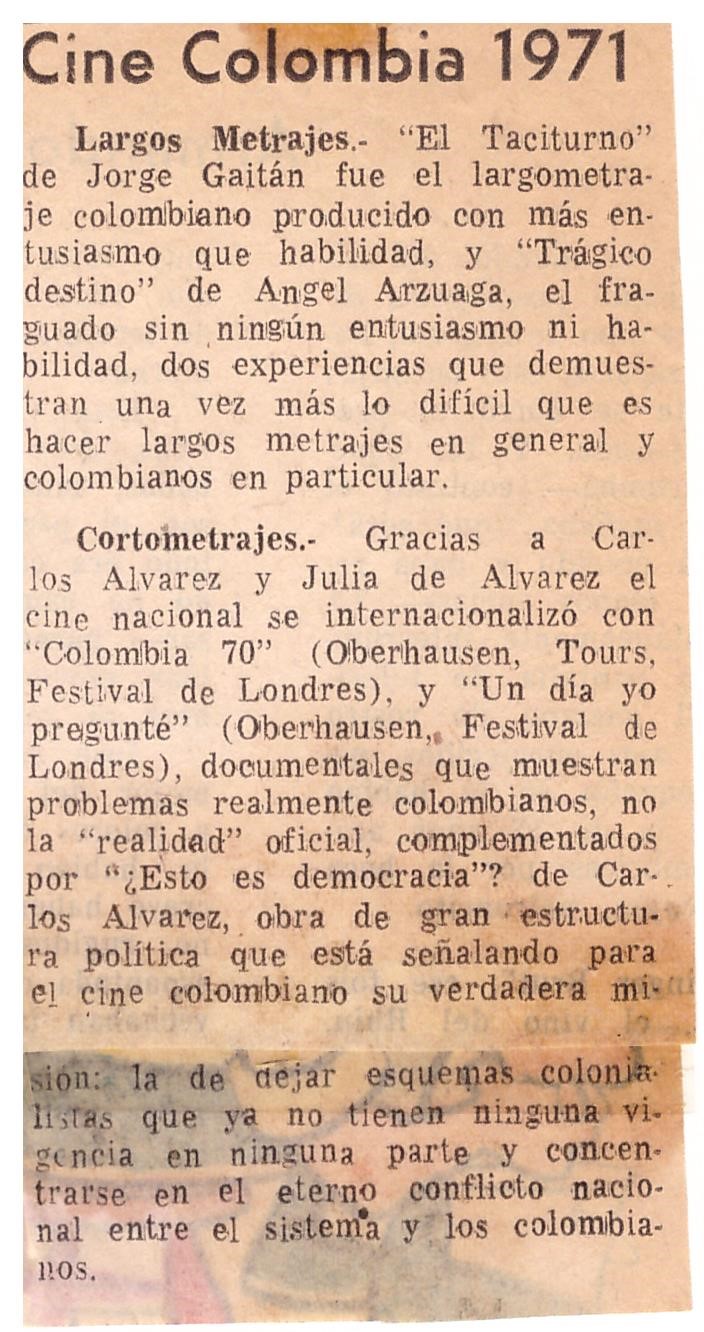 Cine Colombia 1971
Largos Metrajes.- “El Taciturno”
de Jorge Gaitán fue el largometra-
je colombiano producido con más en-
tusiasmo que habilidad, y “Trágico
destino” de Angel Arzuaga, el fra-
guado sin ningún entusiasmo ni ha-
bilidad, dos experiencias que demues-
tran una vez más lo difícil que es
hacer largos metrajes en general y
colombianos en particular.
Cortometrajes.- Gracias a Car-
los Alvarez y Julia de Alvarez el
cine nacional se internacionalizó con
“Colombia 70” (Oberhausen, Tours,
Festival de Londres), y “Un día yo
pregunté” (Oberhausen, Festival de
Londres), documentales que muestran
problemas realmente colombianos, no
la “realidad” oficial, complementados
por “¿Esto es democracia”? de Car-
los Alvarez, obra de gran estructu-
ra política que está señalando para
el cine colombiano su verdadera mi-
sión: la de dejar esquemas colonia-
listas que ya no tienen ninguna vi-
gencia en ninguna parte y concen-
trarse en el eterno conflicto nacio-
nal entre el sistema y los colombia-
nos.